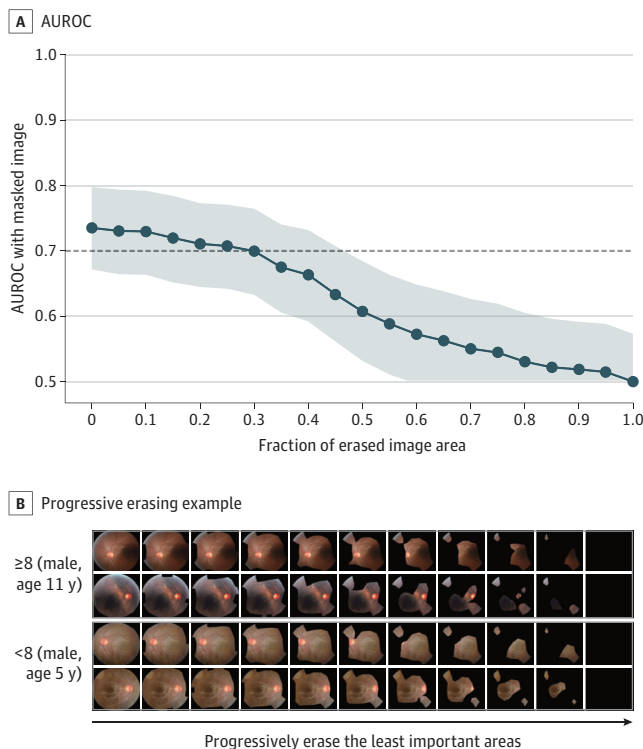 A AUROC
1.0
0.9
0.8
0.7
0.6
0.5
AUROC with masked image
0 0.1 0.2 0.3 0.4 0.5 0.6 0.7 0.8 0.9 1.0
Fraction of erased image area
B Progressive erasing example
≥8 (male,
age 11 y)
<8 (male,
age 5 y)
Progressively erase the least important areas